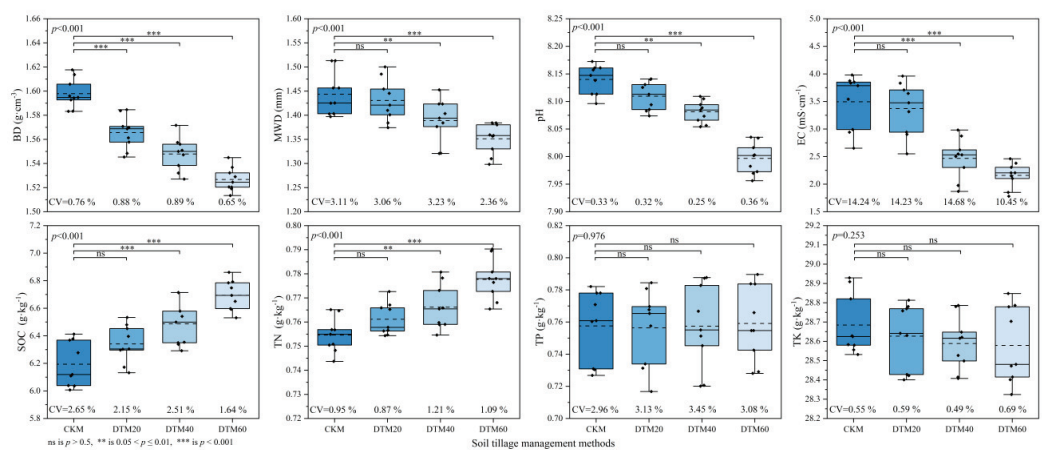 p<0.001
***
***
***
BD (g·cm⁻³)
1.66
1.62
1.60
1.56
1.54
1.52
1.50
CV=0.76 % 0.88 % 0.89 % 0.65 %
p<0.001
***
**
ns
MWD (mm)
1.60
1.55
1.50
1.45
1.40
1.35
1.30
1.25
1.20
CV=3.11 % 3.06 % 3.23 % 2.36 %
p<0.001
***
**
ns
pH
8.25
8.20
8.15
8.10
8.05
8.00
7.95
7.90
CV=0.33 % 0.32 % 0.25 % 0.36 %
p<0.001
***
***
ns
EC (mS·cm⁻¹)
5.0
4.5
4.0
3.5
3.0
2.5
2.0
1.5
CV=14.24 % 14.23 % 14.68 % 10.45 %
p<0.001
***
***
ns
SOC (g·kg⁻¹)
7.2
7.0
6.8
6.6
6.4
6.2
6.0
5.8
CV=2.65 % 2.15 % 2.51 % 1.64 %
CKM DTM20 DTM40 DTM60
p<0.001
***
**
ns
TN (g·kg⁻¹)
0.80
0.79
0.78
0.77
0.76
0.75
0.74
0.73
0.72
CV=0.95 % 0.87 % 1.21 % 1.09 %
CKM DTM20 DTM40 DTM60
p=0.976
ns
ns
ns
TP (g·kg⁻¹)
0.82
0.80
0.78
0.76
0.74
0.72
0.70
CV=2.96 % 3.13 % 3.45 % 3.08 %
CKM DTM20 DTM40 DTM60
p=0.253
ns
ns
ns
TK (g·kg⁻¹)
29.1
29.0
28.9
28.8
28.7
28.6
28.5
28.4
28.3
28.2
CV=0.55 % 0.59 % 0.49 % 0.69 %
CKM DTM20 DTM40 DTM60
ns is p > 0.5, ** is 0.05 < p ≤ 0.01, *** is p < 0.001
Soil tillage management methods